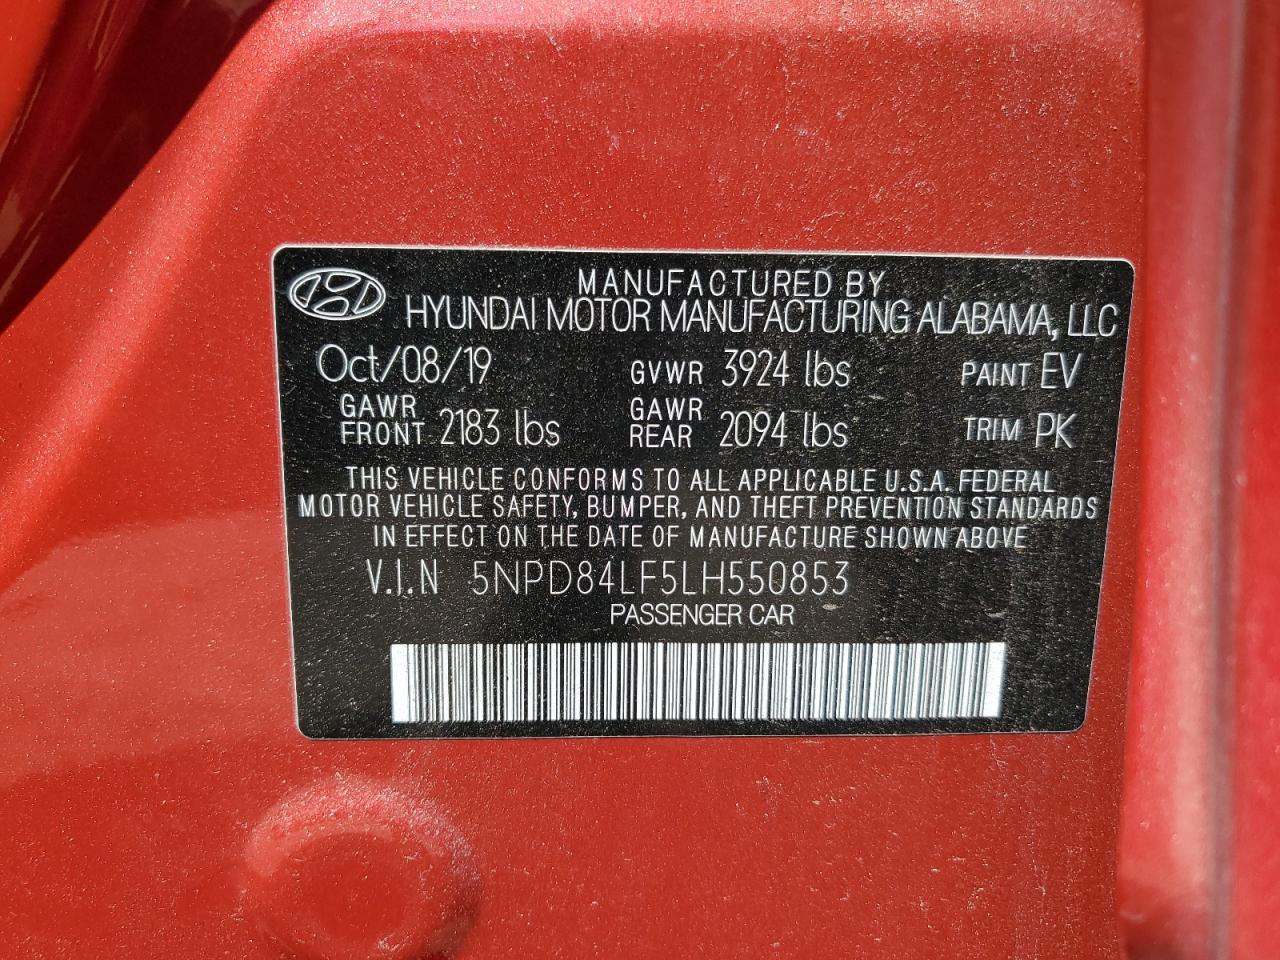 MANUFACTURED BY
HYUNDAI MOTOR MANUFACTURING ALABAMA, LLC
Oct/08/19 GVWR 3924 lbs PAINT EV
GAWR FRONT 2183 lbs GAWR REAR 2094 lbs TRIM PK
THIS VEHICLE CONFORMS TO ALL APPLICABLE U.S.A. FEDERAL
MOTOR VEHICLE SAFETY, BUMPER, AND THEFT PREVENTION STANDARDS
IN EFFECT ON THE DATE OF MANUFACTURE SHOWN ABOVE
V.I.N 5NPD84LF5LH550853
PASSENGER CAR